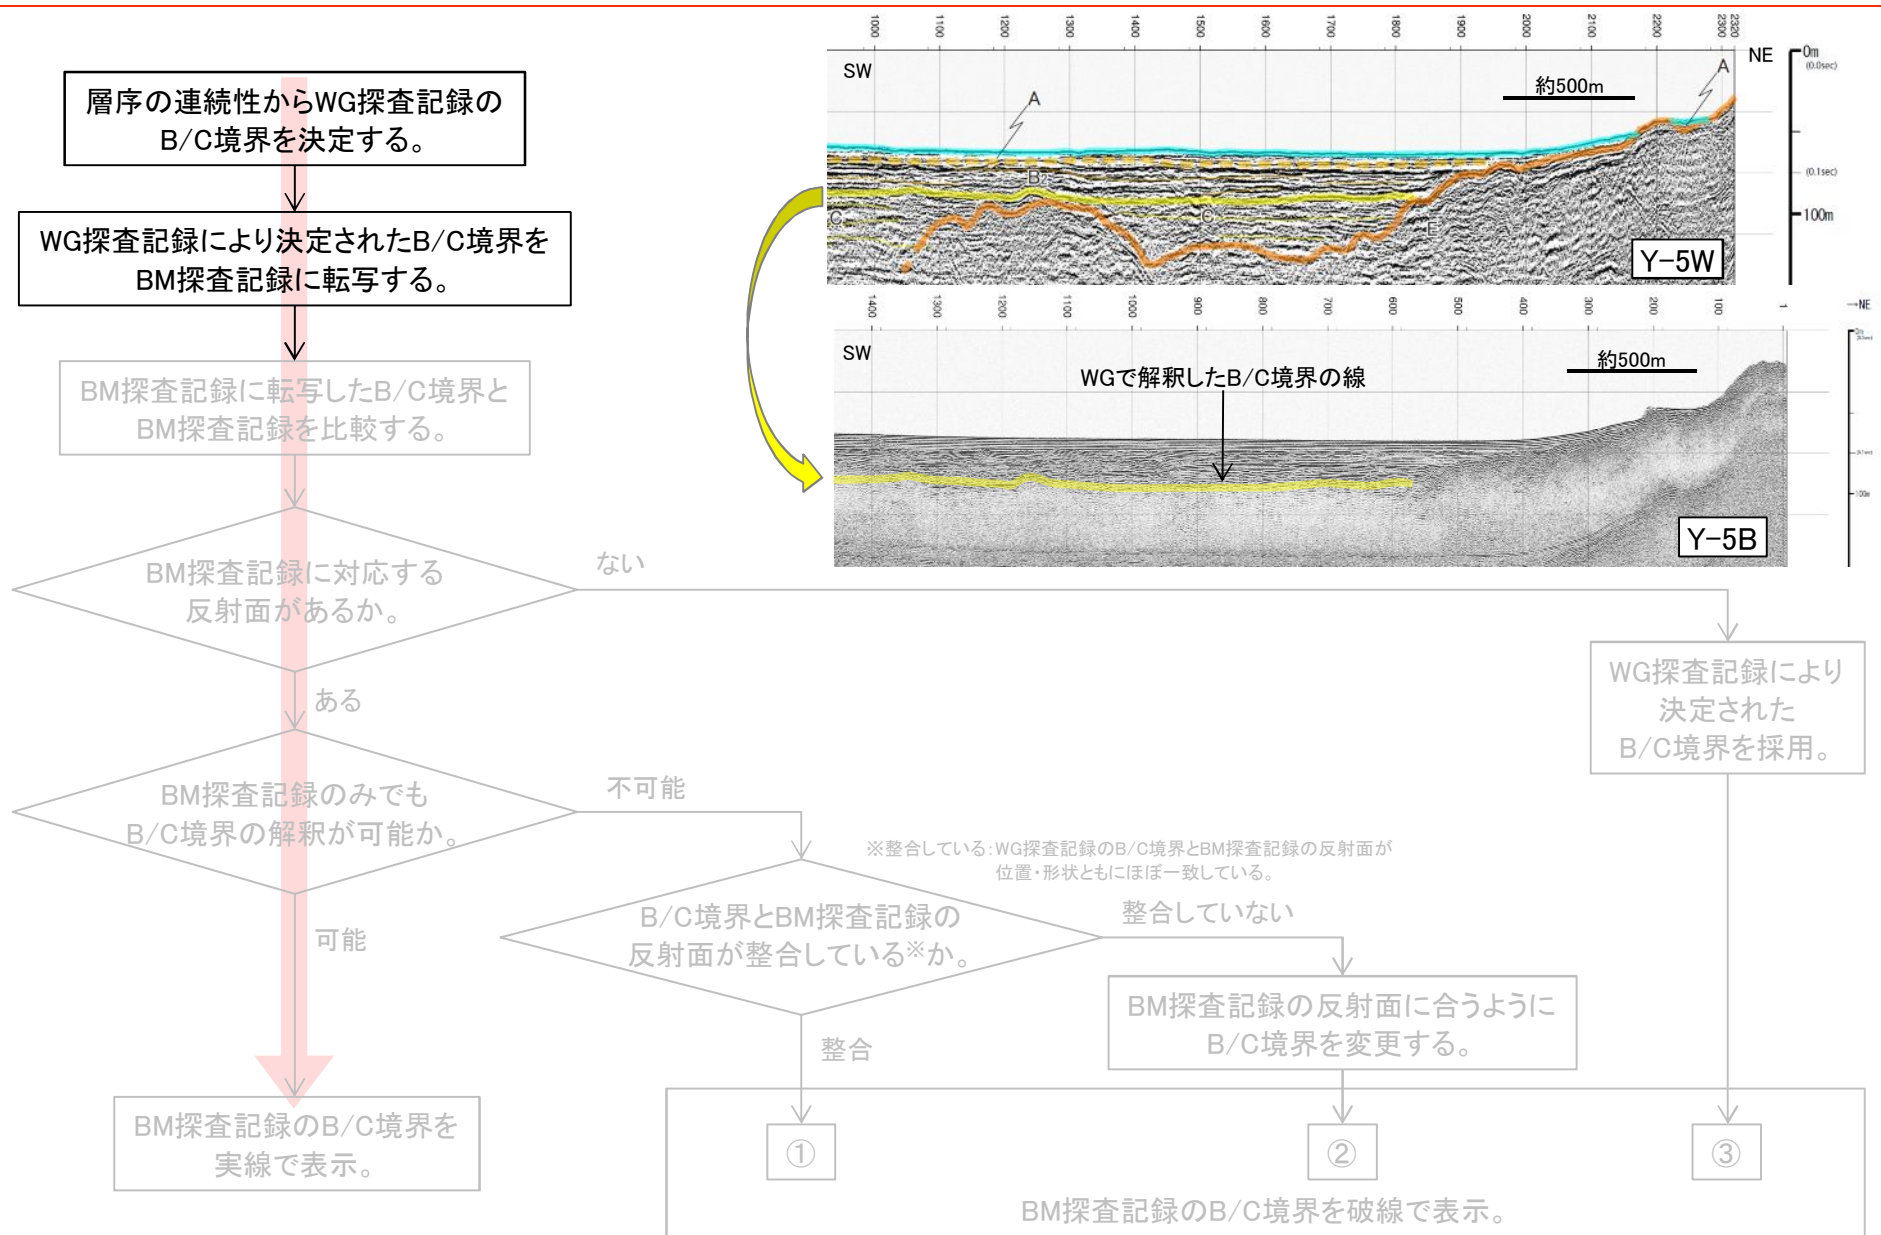 層序の連続性からWG探査記録の
B/C境界を決定する。
WG探査記録により決定されたB/C境界を
BM探査記録に転写する。
BM探査記録に転写したB/C境界と
BM探査記録を比較する。
BM探査記録に対応する
反射面があるか。
ない
ある
BM探査記録のみでも
B/C境界の解釈が可能か。
不可能
可能
BM探査記録のB/C境界を
実線で表示。
※整合している：WG探査記録のB/C境界とBM探査記録の反射面が
位置・形状ともにほぼ一致している。
B/C境界とBM探査記録の
反射面が整合している※か。
整合していない
整合
BM探査記録の反射面に合うように
B/C境界を変更する。
WG探査記録により
決定された
B/C境界を採用。
①
②
③
BM探査記録のB/C境界を破線で表示。
1000 1100 1200 1300 1400 1500 1600 1700 1800 1900 2000 2100 2200 2300 2320
SW
NE
約500m
A
A
B2
C
C
E
0m
(0.0sec)
(0.1sec)
100m
Y-5W
1400 1300 1200 1100 1000 900 800 700 600 500 400 300 200 100 1
→NE
SW
約500m
WGで解釈したB/C境界の線
100m
Y-5B